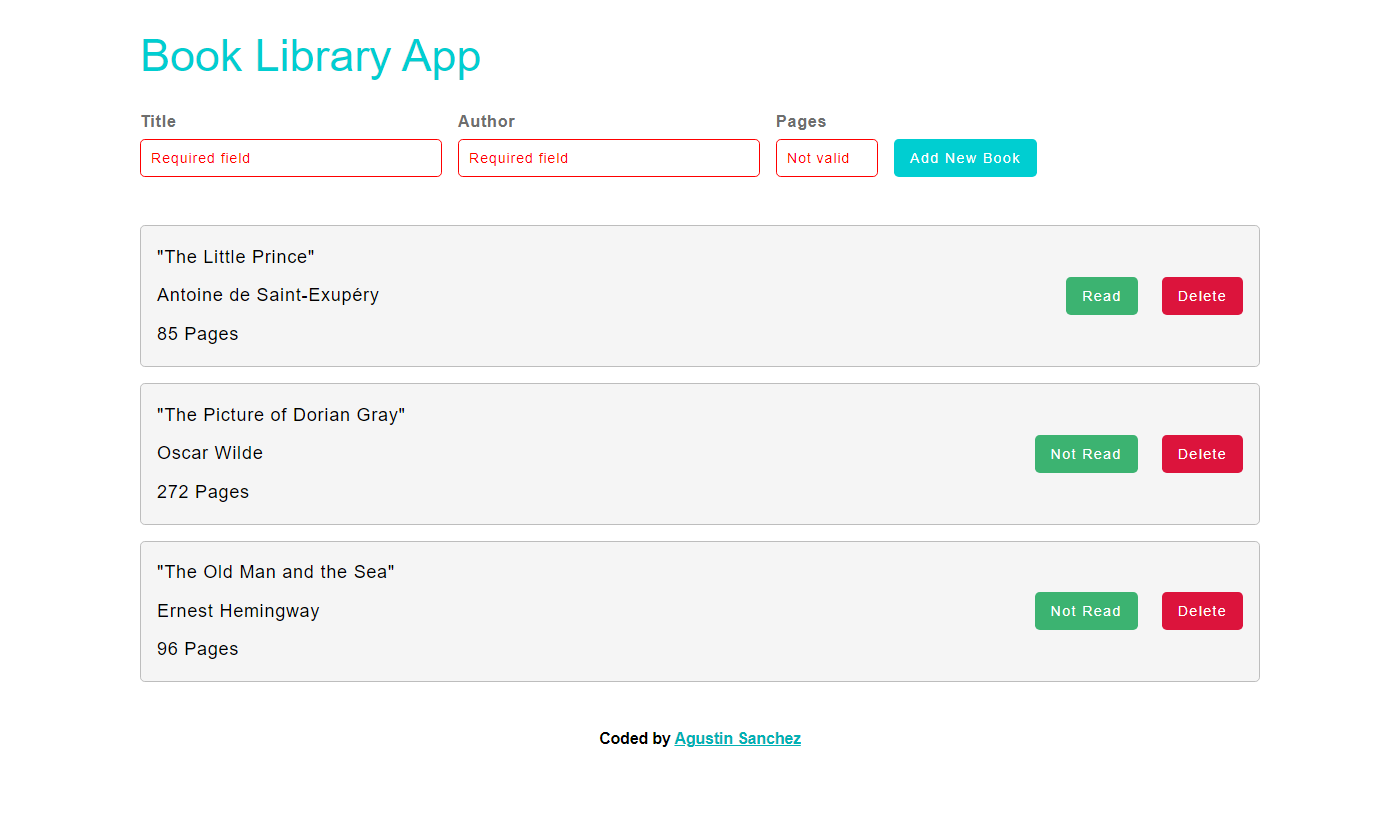 Book Library App
Title Author Pages
Required field Required field Not valid Add New Book
"The Little Prince"
Antoine de Saint-Exupéry
Read Delete
85 Pages
"The Picture of Dorian Gray"
Oscar Wilde
Not Read Delete
272 Pages
"The Old Man and the Sea"
Ernest Hemingway
Not Read Delete
96 Pages
Coded by Agustin Sanchez